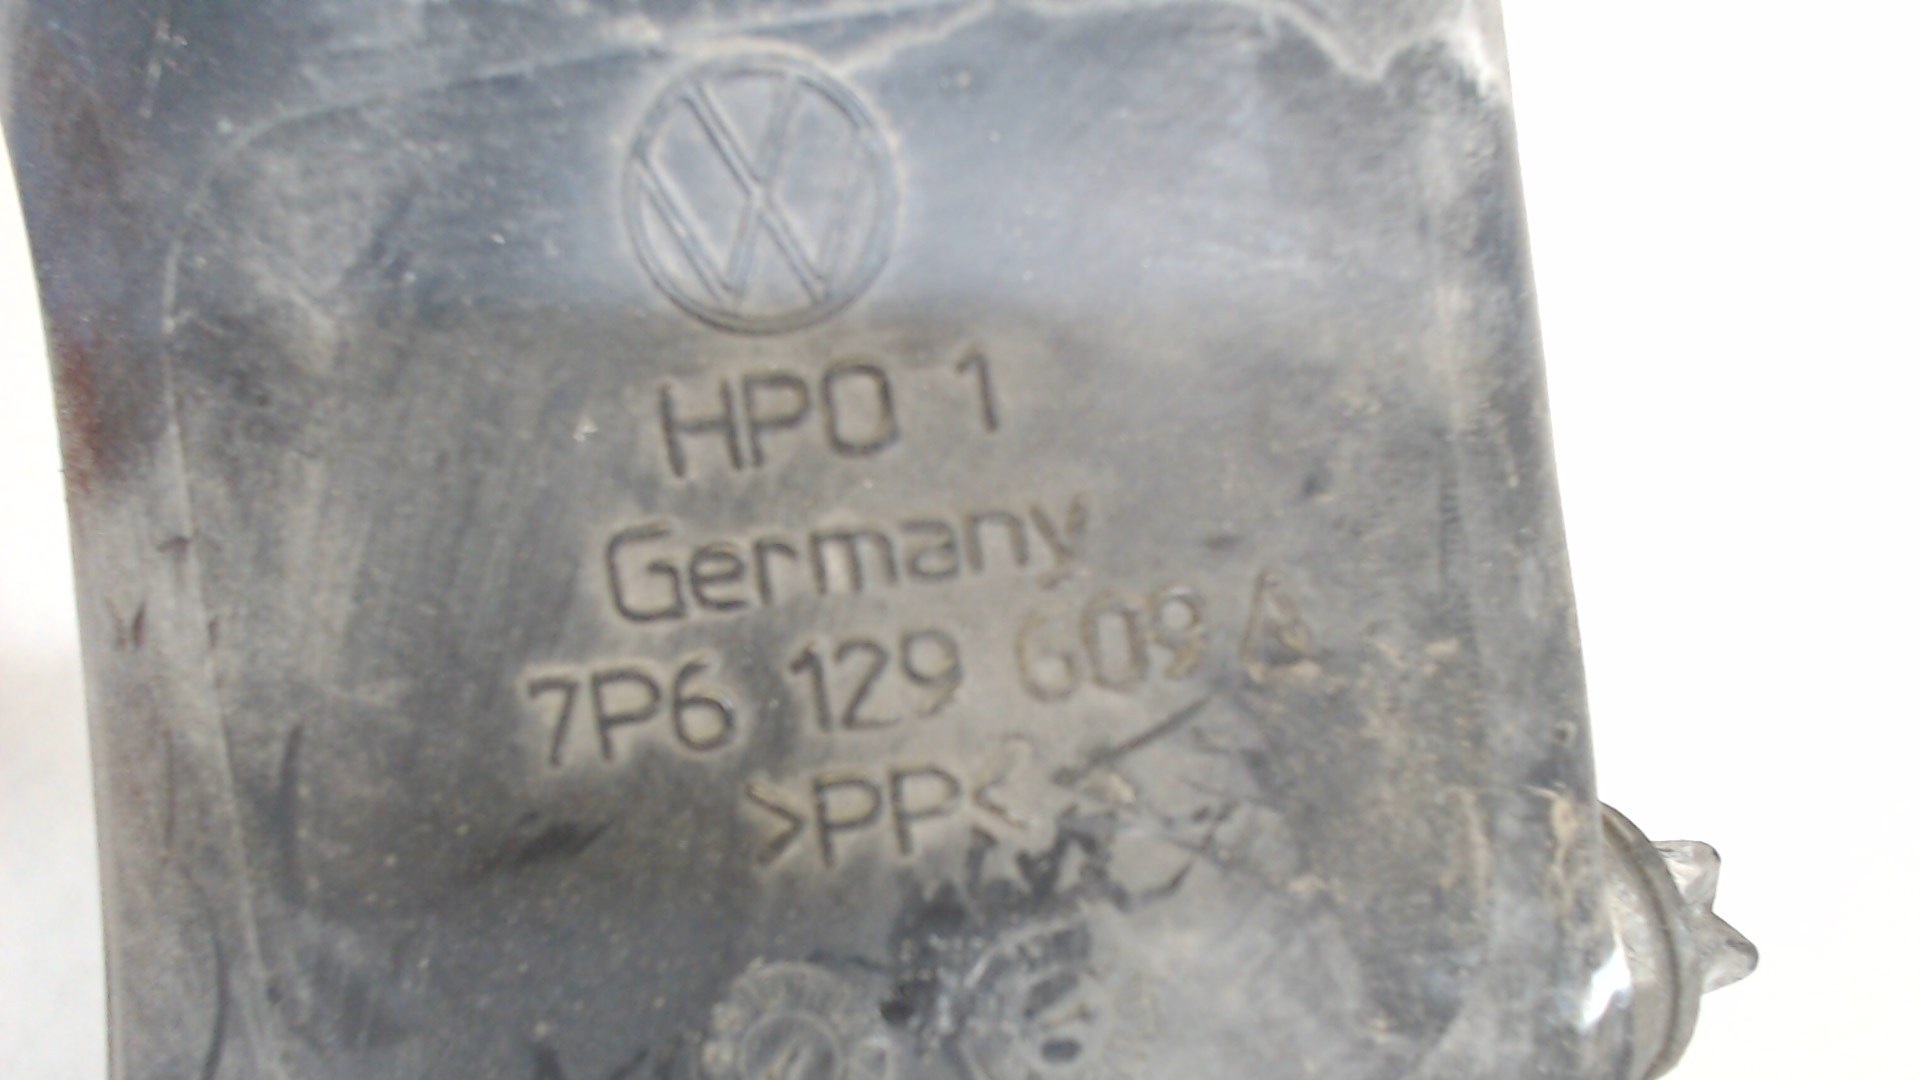 HPO 1
Germany
7P6 129 609 A
>PP<